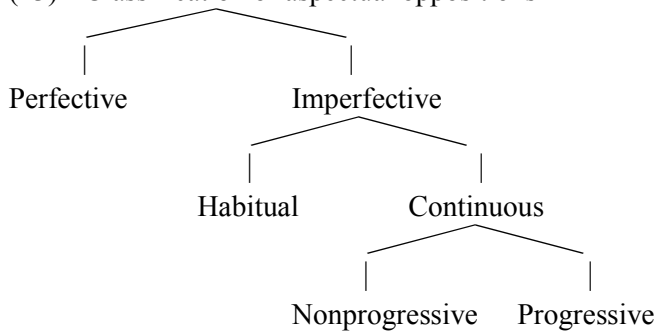 Classification of aspectual oppositions
Perfective Imperfective
Habitual Continuous
Nonprogressive Progressive